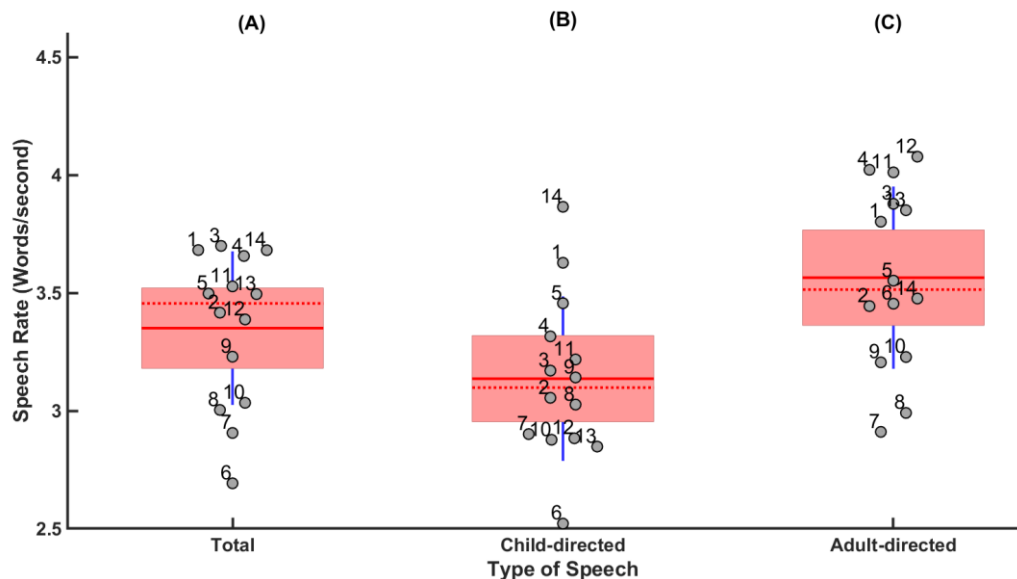 (A) (B) (C)
4.5
4
3.5
3
2.5
Speech Rate (Words/second)
1 3 4 14
5 11 13
2 12
9
8 10
7
6
14
1
5
4
11
3 9
2 8
7 10 12 13
6
4 11 12
3 13
1
5
2 6 14
9 10
8
7
Total Child-directed Adult-directed
Type of Speech